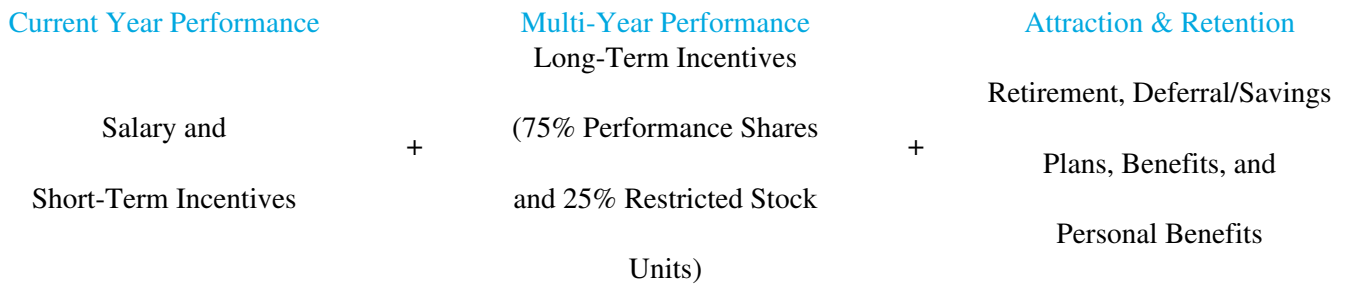 Current Year Performance
Salary and
Short-Term Incentives
+
Multi-Year Performance
Long-Term Incentives
(75% Performance Shares
and 25% Restricted Stock
Units)
+
Attraction & Retention
Retirement, Deferral/Savings
Plans, Benefits, and
Personal Benefits